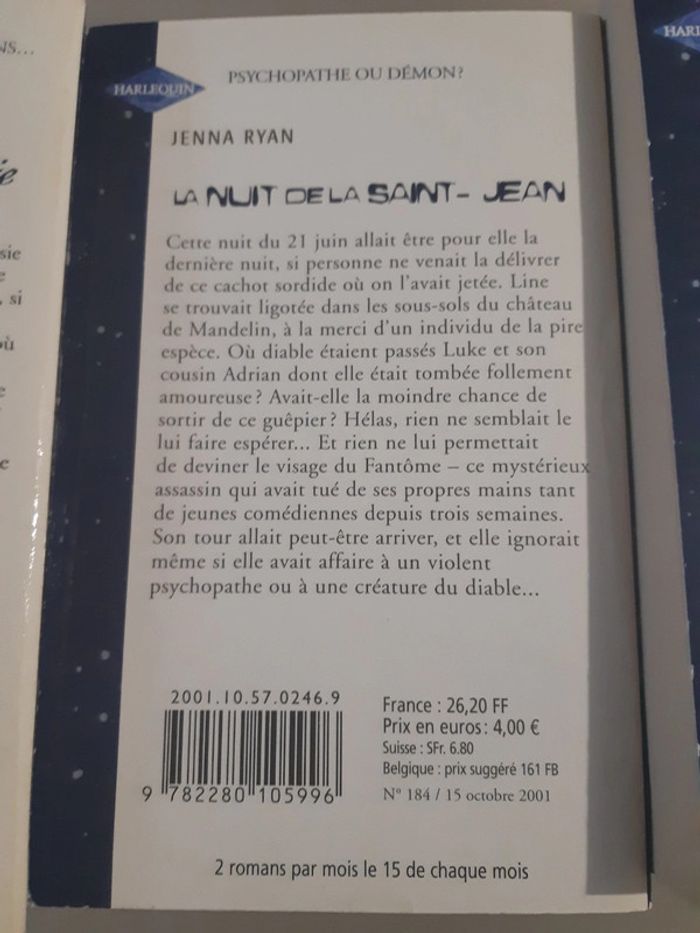 HARLEQUIN
PSYCHOPATHE OU DÉMON?
JENNA RYAN
LA NUIT DE LA SAINT- JEAN
Cette nuit du 21 juin allait être pour elle la
dernière nuit, si personne ne venait la délivrer
de ce cachot sordide où on l'avait jetée. Line
se trouvait ligotée dans les sous-sols du château
de Mandelin, à la merci d'un individu de la pire
espèce. Où diable étaient passés Luke et son
cousin Adrian dont elle était tombée follement
amoureuse? Avait-elle la moindre chance de
sortir de ce guêpier? Hélas, rien ne semblait le
lui faire espérer... Et rien ne lui permettait
de deviner le visage du Fantôme – ce mystérieux
assassin qui avait tué de ses propres mains tant
de jeunes comédiennes depuis trois semaines.
Son tour allait peut-être arriver, et elle ignorait
même si elle avait affaire à un violent
psychopathe ou à une créature du diable...
2001.10.57.0246.9
9 782280 105996
France : 26,20 FF
Prix en euros : 4,00 €
Suisse : SFr. 6.80
Belgique : prix suggéré 161 FB
N° 184 / 15 octobre 2001
2 romans par mois le 15 de chaque mois
si